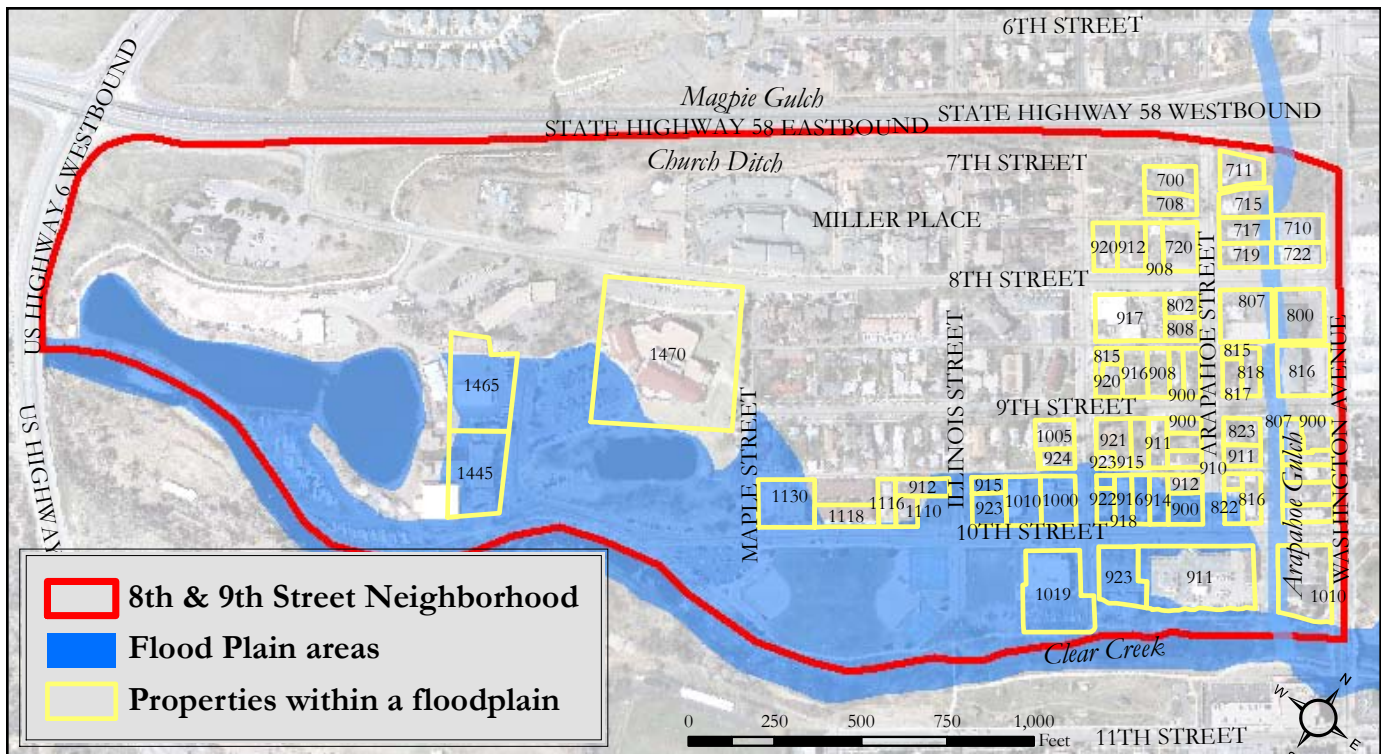 6TH STREET
US HIGHWAY 6 WESTBOUND
Magpie Gulch
STATE HIGHWAY 58 EASTBOUND
STATE HIGHWAY 58 WESTBOUND
Church Ditch
7TH STREET
711
700
708
715
MILLER PLACE
717
710
920
912
720
719
722
908
8TH STREET
ARAPAHOE STREET
802
807
800
917
808
1470
815
916
908
815
818
816
1465
920
900
817
9TH STREET
ILLINOIS STREET
MAPLE STREET
WASHINGTON AVENUE
US HIGHWAY
1005
921
911
900
823
807
900
924
923
915
910
911
Arapahoe Gulch
1445
1130
1116
912
915
1010
1000
922
916
914
912
816
1118
1110
923
918
900
822
10TH STREET
1019
923
911
1010
Clear Creek
8th & 9th Street Neighborhood
Flood Plain areas
Properties within a floodplain
0 250 500 750 1,000
Feet
11TH STREET
N
W
E